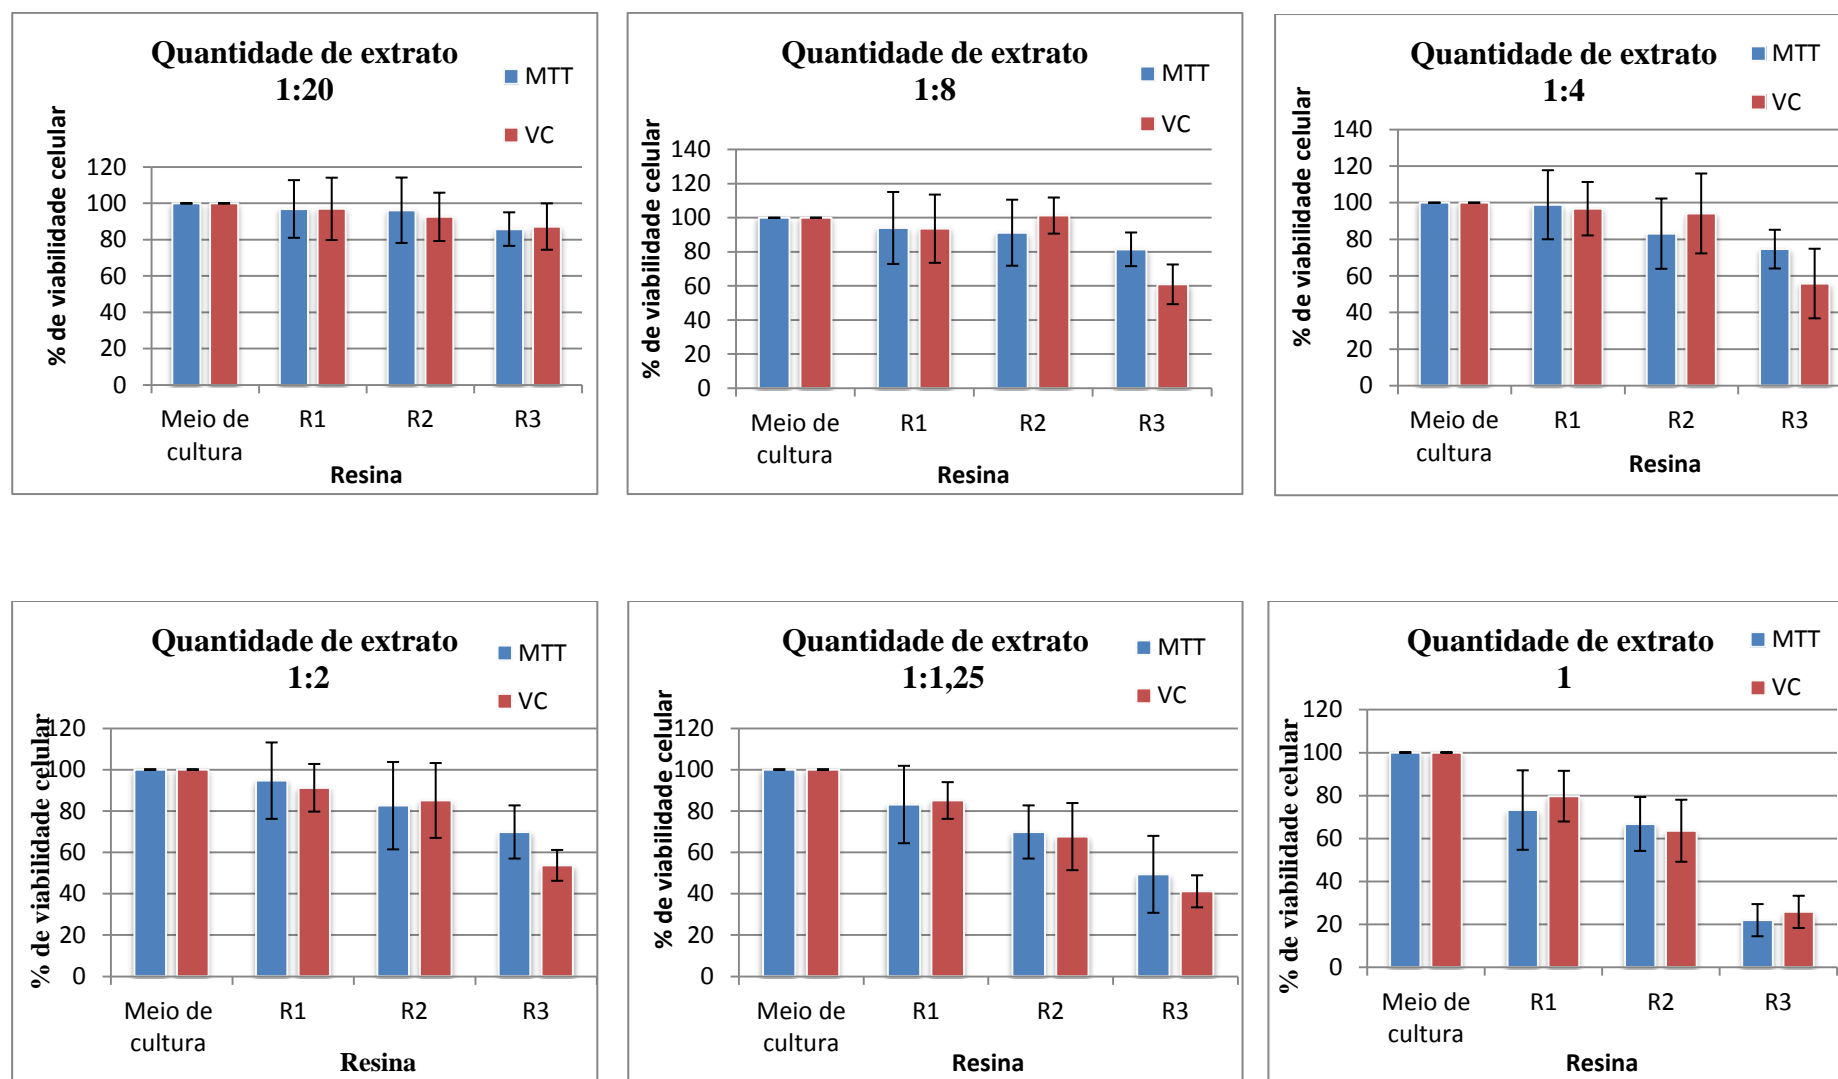 Quantidade de extrato
1:20
MTT
VC
% de viabilidade celular
120
100
80
60
40
20
0
Meio de
cultura
R1
R2
R3
Resina
Quantidade de extrato
1:8
MTT
VC
% de viabilidade celular
140
120
100
80
60
40
20
0
Meio de
cultura
R1
R2
R3
Resina
Quantidade de extrato
1:4
MTT
VC
% de viabilidade celular
140
120
100
80
60
40
20
0
Meio de
cultura
R1
R2
R3
Resina
Quantidade de extrato
1:2
MTT
VC
% de viabilidade celular
120
100
80
60
40
20
0
Meio de
cultura
R1
R2
R3
Resina
Quantidade de extrato
1:1,25
MTT
VC
% de viabilidade celular
120
100
80
60
40
20
0
Meio de
cultura
R1
R2
R3
Resina
Quantidade de extrato
1
MTT
VC
% de viabilidade celular
120
100
80
60
40
20
0
Meio de
cultura
R1
R2
R3
Resina